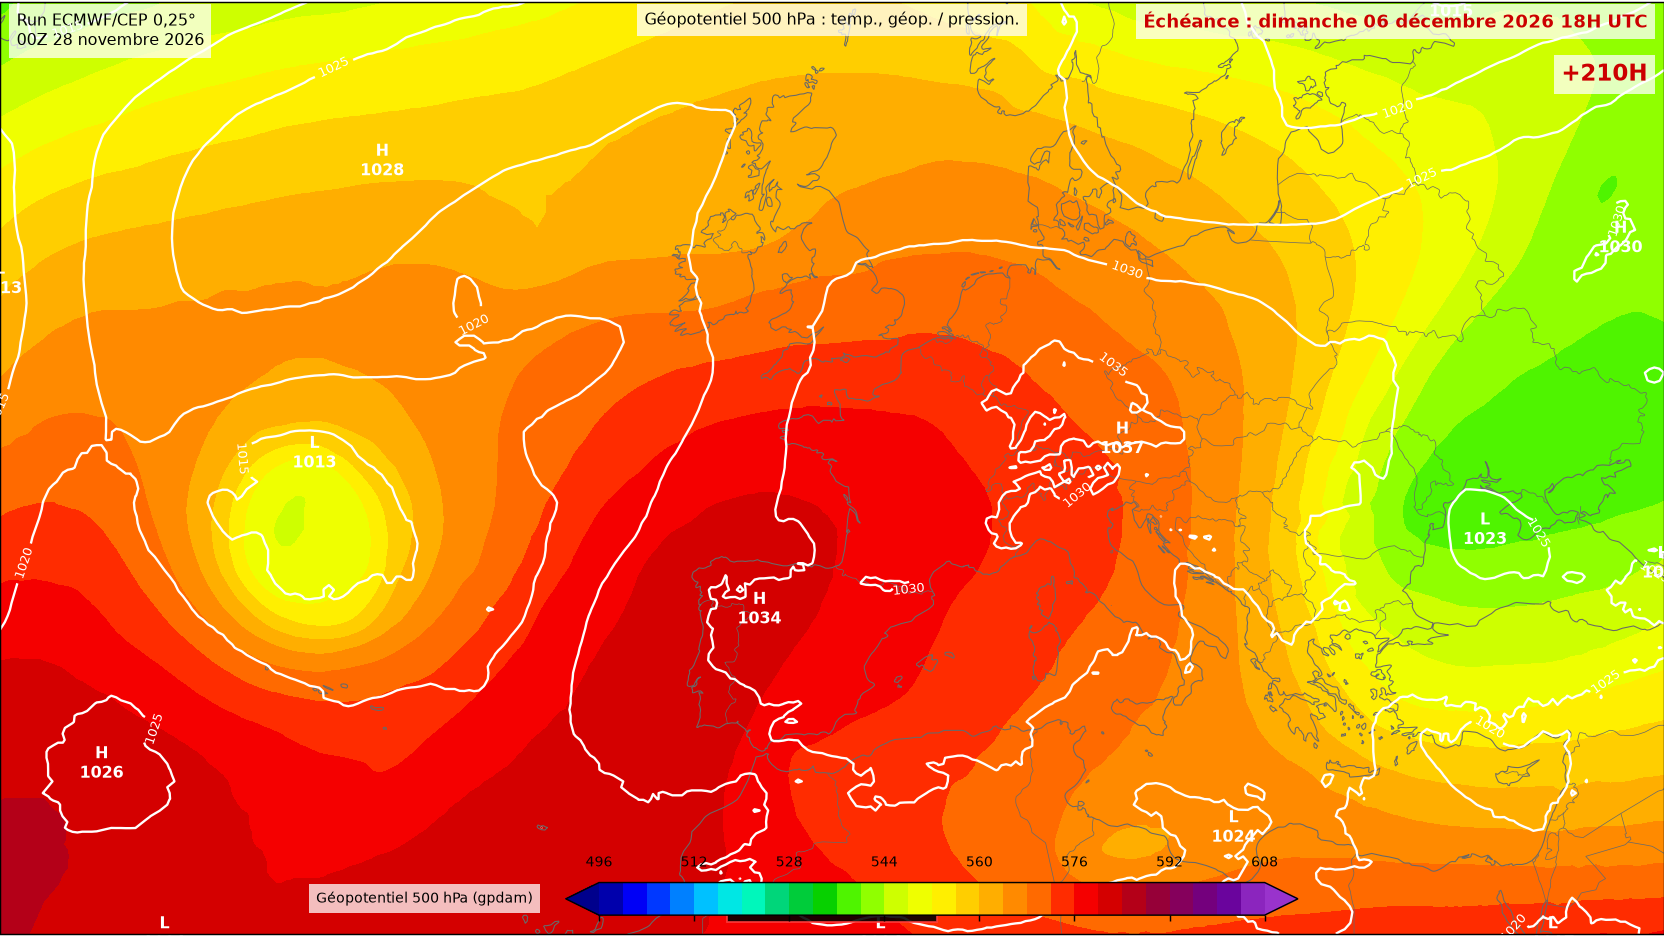 Run ECMWF/CEP 0,25°
00Z 28 novembre 2026
Géopotentiel 500 hPa : temp., géop. / pression.
Échéance : dimanche 06 décembre 2026 18H UTC
+210H
1015
1025
1020
H
1028
1025
1030
H
1030
1030
13
1020
1035
15
L
1013
1015
H
1037
1030
L
1023
1025
1020
H
1034
1030
1025
1025
1020
H
1026
L
1024
496 512 528 544 560 576 592 608
Géopotentiel 500 hPa (gpdam)
L
L
1020
L